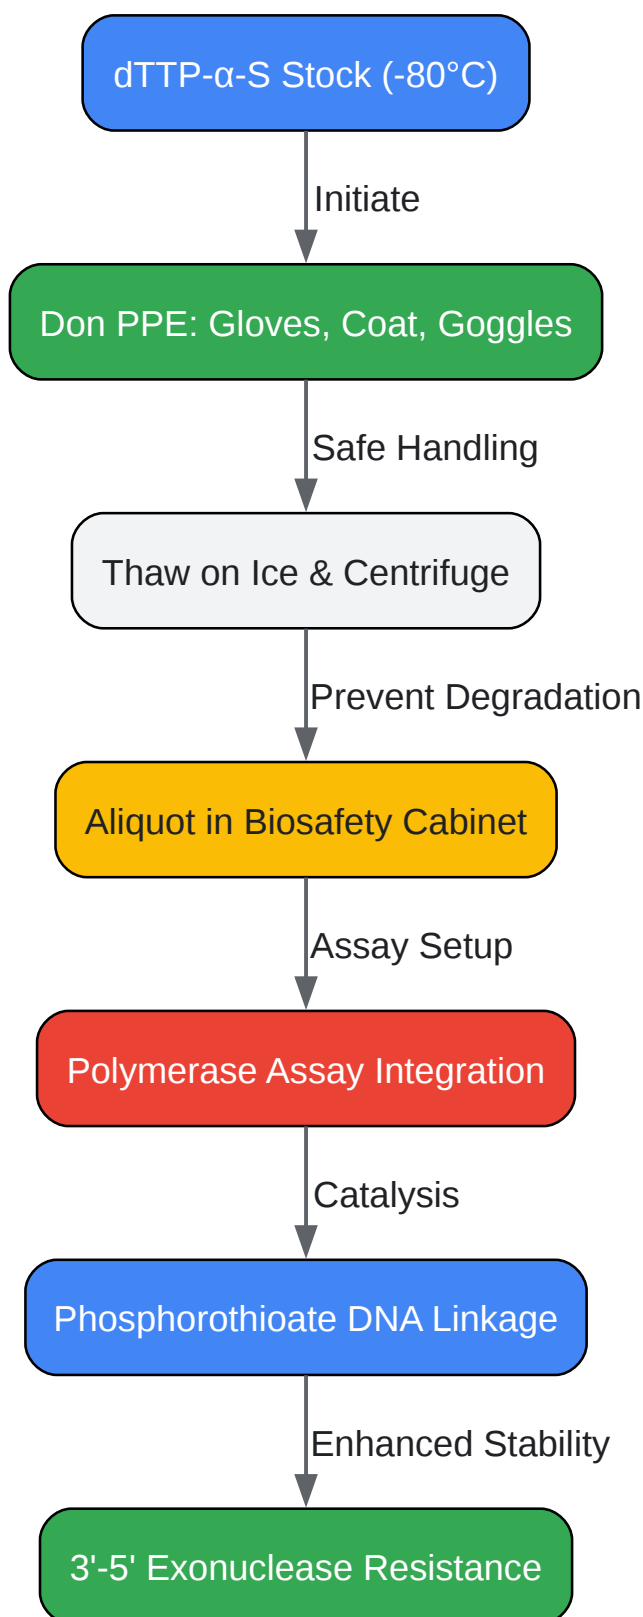 dTTP-α-S Stock (-80°C)
Initiate
Don PPE: Gloves, Coat, Goggles
Safe Handling
Thaw on Ice & Centrifuge
Prevent Degradation
Aliquot in Biosafety Cabinet
Assay Setup
Polymerase Assay Integration
Catalysis
Phosphorothioate DNA Linkage
Enhanced Stability
3'-5' Exonuclease Resistance